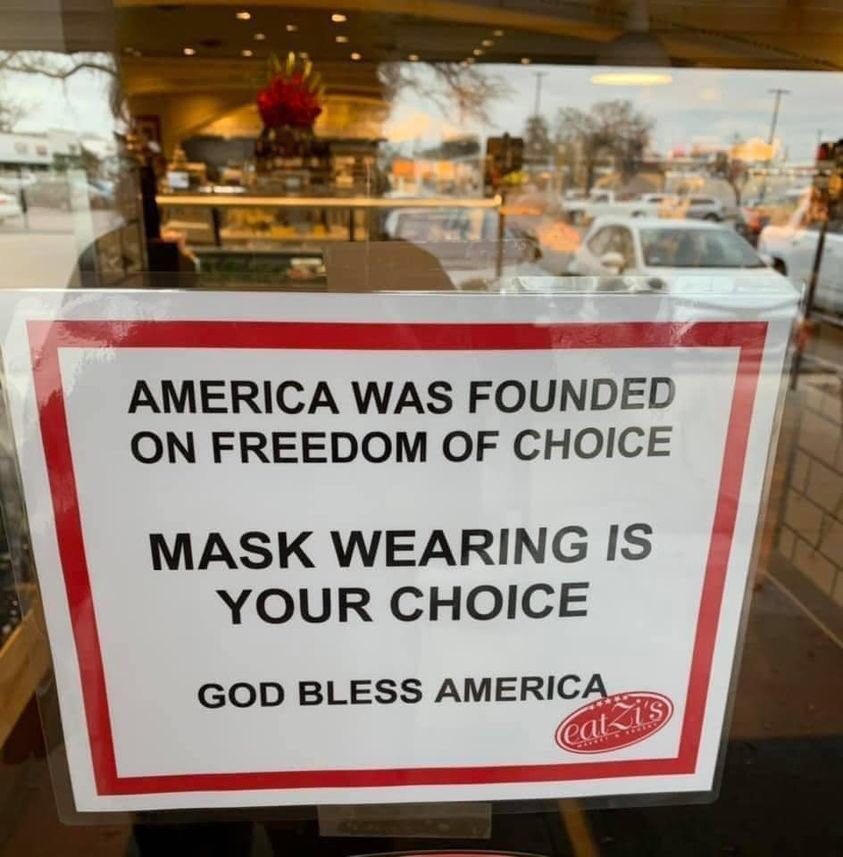 AMERICA WAS FOUNDED
ON FREEDOM OF CHOICE
MASK WEARING IS
YOUR CHOICE
GOD BLESS AMERICA
eatZi's